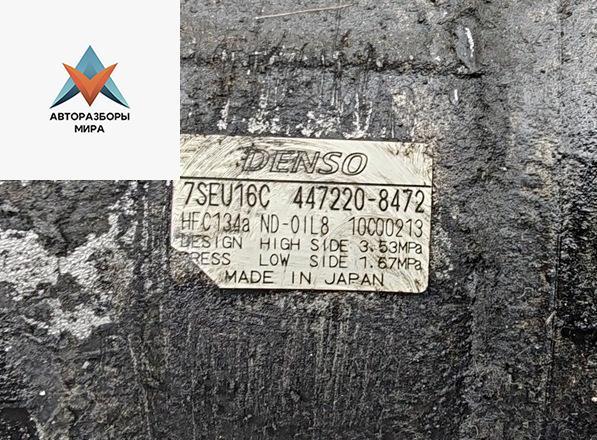 АВТОРАЗБОРЫ
МИРА
DENSO
7SEU16C 447220-8472
HFC134a ND-OIL8 10C00213
DESIGN HIGH SIDE 3.53MPa
PRESS LOW SIDE 1.67MPa
MADE IN JAPAN